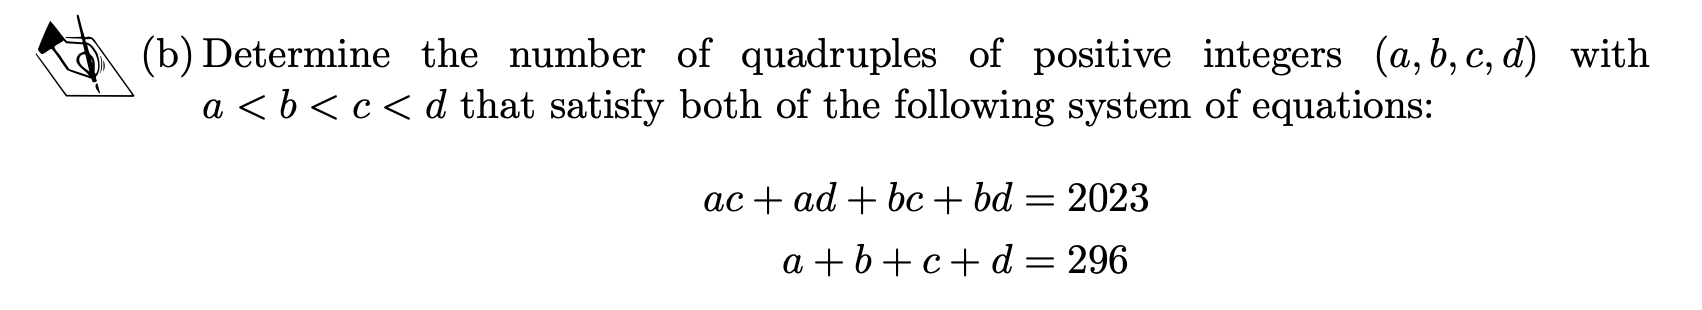 (b) Determine the number of quadruples of positive integers (a, b, c, d) with
a < b < c < d that satisfy both of the following system of equations:
ac + ad + bc + bd = 2023
a + b + c + d = 296